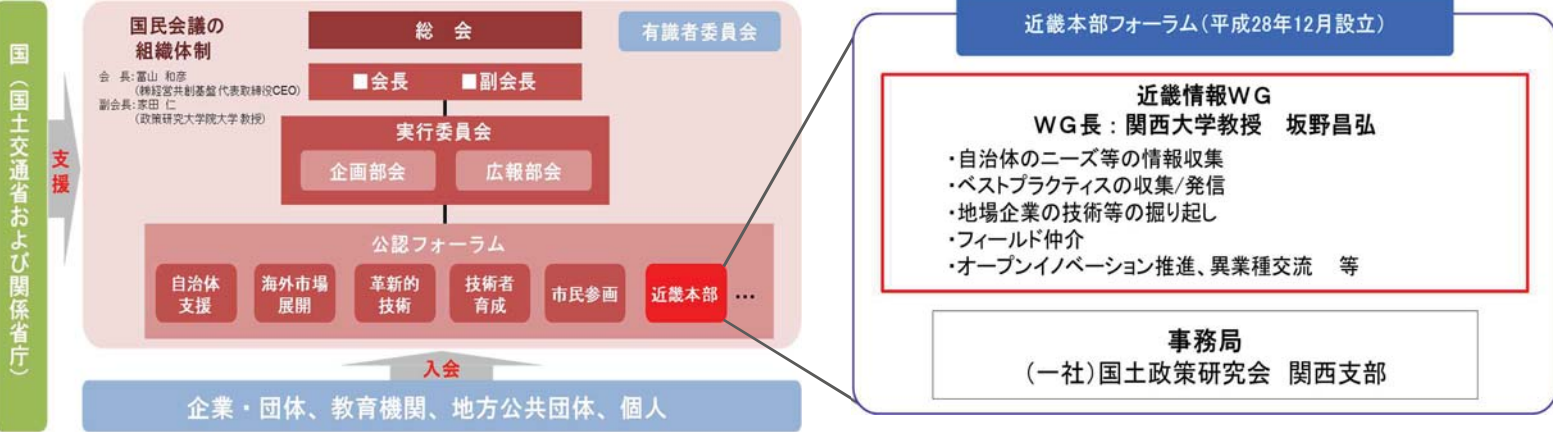 国(国土交通省および関係省庁)
支
援
国民会議の
組織体制
会 長:冨山 和彦
(㈱経営共創基盤代表取締役CEO)
副会長:家田 仁
(政策研究大学院大学教授)
総 会
有識者委員会
■会長 ■副会長
実行委員会
企画部会 広報部会
公認フォーラム
自治体
支援
海外市場
展開
革新的
技術
技術者
育成
市民参画
近畿本部
…
入会
企業・団体、教育機関、地方公共団体、個人
近畿本部フォーラム(平成28年12月設立)
近畿情報WG
WG長:関西大学教授 坂野昌弘
・自治体のニーズ等の情報収集
・ベストプラクティスの収集/発信
・地場企業の技術等の掘り起し
・フィールド仲介
・オープンイノベーション推進、異業種交流 等
事務局
(一社)国土政策研究会 関西支部